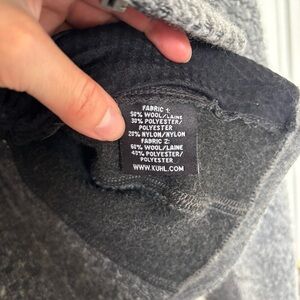 FABRIC 1:
50% WOOL/LAINE
30% POLYESTER/
POLYESTER
20% NYLON/NYLON
FABRIC 2:
60% WOOL/LAINE
40% POLYESTER/
POLYESTER
WWW.KUHL.COM